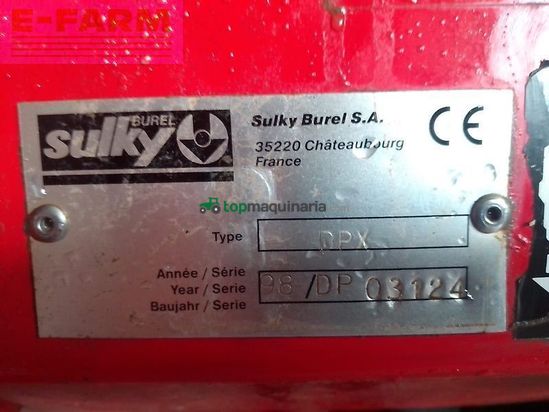 E-FARM
BUREL
sulky
Sulky Burel S.A.
35220 Châteaubourg
France
CE
topmaquinaria.com
Type DPX
Année / Série
Year / Serie 98 /DP 03124
Baujahr / Serie